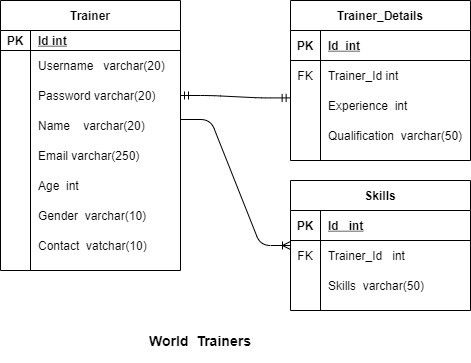 Trainer
PK Id int
Username varchar(20)
Password varchar(20)
Name varchar(20)
Email varchar(250)
Age int
Gender varchar(10)
Contact vatchar(10)
Trainer_Details
PK Id int
FK Trainer_Id int
Experience int
Qualification varchar(50)
Skills
PK Id int
FK Trainer_Id int
Skills varchar(50)
World Trainers